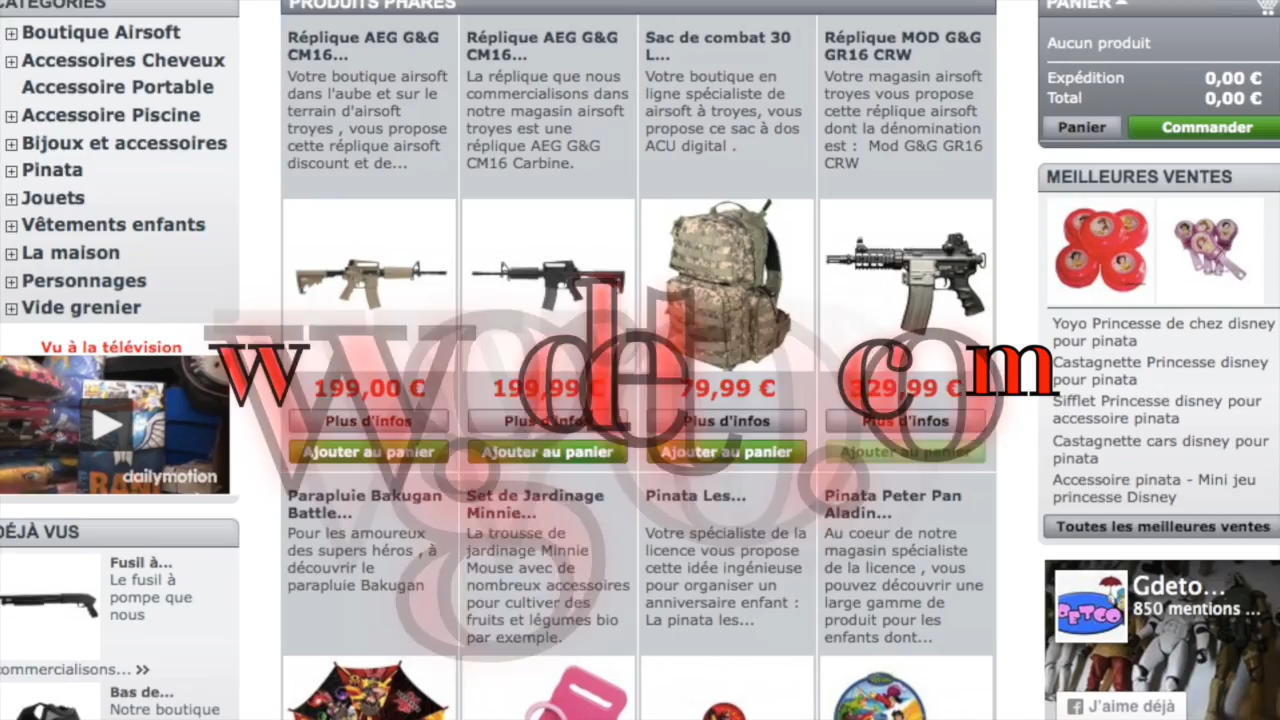 CATÉGORIES
Boutique Airsoft
Accessoires Cheveux
Accessoire Portable
Accessoire Piscine
Bijoux et accessoires
Pinata
Jouets
Vêtements enfants
La maison
Personnages
Vide grenier
Vu à la télévision
dailymotion
DÉJÀ VUS
Fusil à...
Le fusil à
pompe que
nous
commercialisons... >>
Bas de...
Notre boutique
PRODUITS PHARES
Réplique AEG G&G
CM16...
Votre boutique airsoft
dans l'aube et sur le
terrain d'airsoft
troyes , vous propose
cette réplique airsoft
discount et de...
199,00 €
Plus d'infos
Ajouter au panier
Réplique AEG G&G
CM16...
La réplique que nous
commercialisons dans
notre magasin airsoft
troyes est une
réplique AEG G&G
CM16 Carbine.
199,99 €
Plus d'infos
Ajouter au panier
Sac de combat 30
L...
Votre boutique en
ligne spécialiste de
airsoft à troyes, vous
propose ce sac à dos
ACU digital .
79,99 €
Plus d'infos
Ajouter au panier
Réplique MOD G&G
GR16 CRW
Votre magasin airsoft
troyes vous propose
cette réplique airsoft
dont la dénomination
est : Mod G&G GR16
CRW
329,99 €
Plus d'infos
Ajouter au panier
Parapluie Bakugan
Battle...
Pour les amoureux
des supers héros , à
découvrir le
parapluie Bakugan
Set de Jardinage
Minnie...
La trousse de
jardinage Minnie
Mouse avec de
nombreux accessoires
pour cultiver des
fruits et légumes bio
par exemple.
Pinata Les...
Votre spécialiste de la
licence vous propose
cette idée ingénieuse
pour organiser un
anniversaire enfant :
La pinata les...
Pinata Peter Pan
Aladin...
Au coeur de notre
magasin spécialiste
de la licence , vous
pouvez découvrir une
large gamme de
produit pour les
enfants dont...
PANIER
Aucun produit
Expédition 0,00 €
Total 0,00 €
Panier Commander
MEILLEURES VENTES
Yoyo Princesse de chez disney
pour pinata
Castagnette Princesse disney
pour pinata
Sifflet Princesse disney pour
accessoire pinata
Castagnette cars disney pour
pinata
Accessoire pinata - Mini jeu
princesse Disney
Toutes les meilleures ventes
Gdeto...
850 mentions ...
J'aime déjà